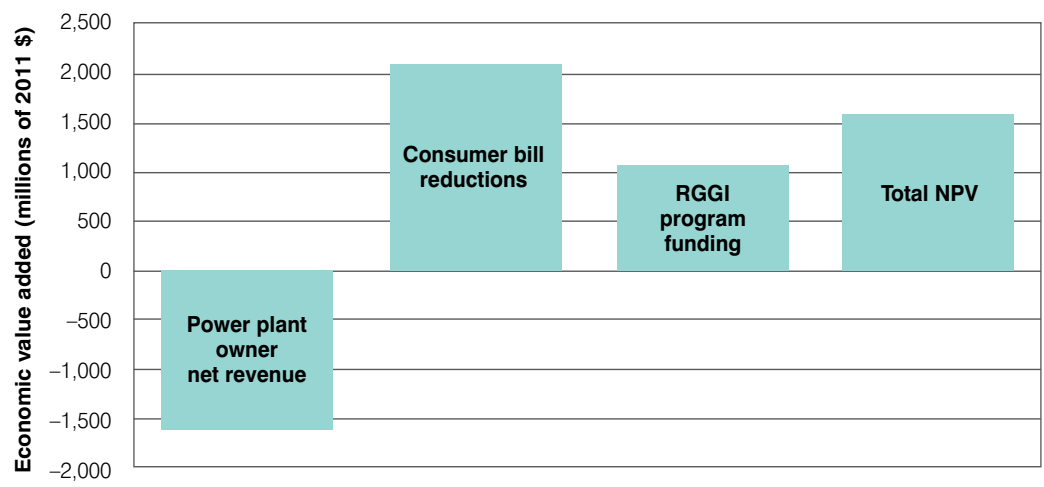 Economic value added (millions of 2011 $)
2,500
2,000
1,500
1,000
500
0
–500
–1,000
–1,500
–2,000
Power plant
owner
net revenue
Consumer bill
reductions
RGGI
program
funding
Total NPV